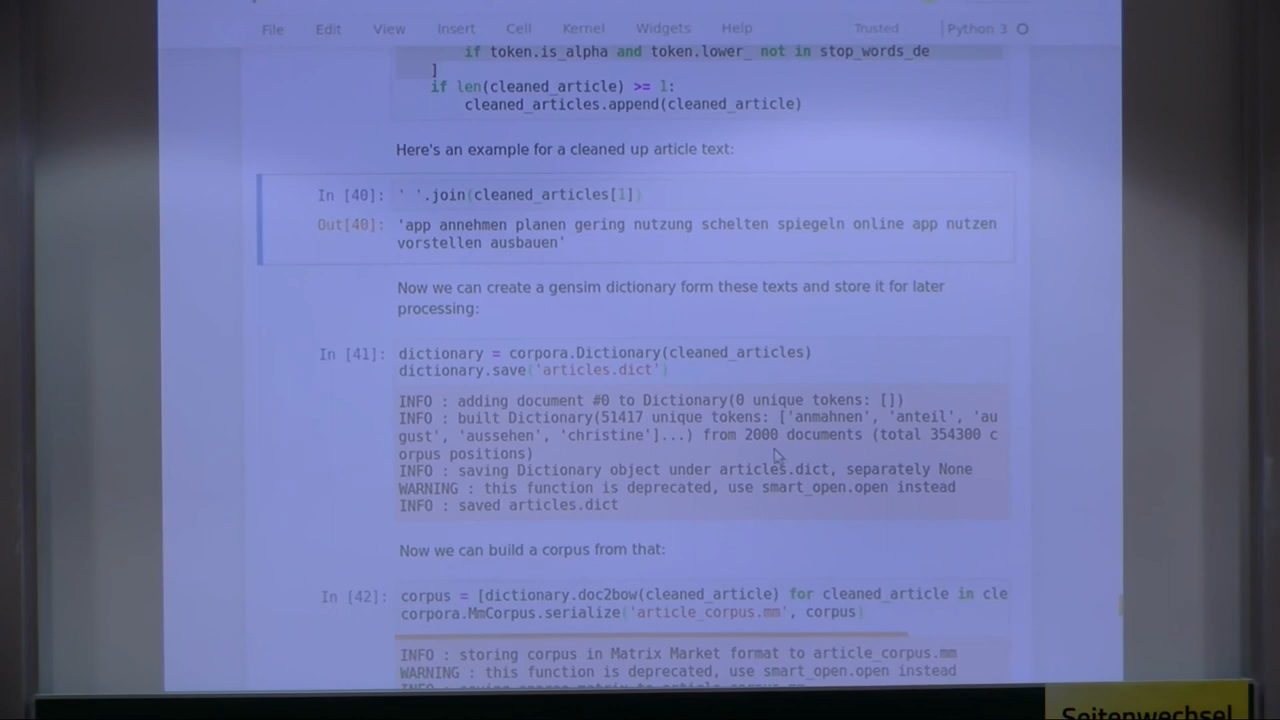 File Edit View Insert Cell Kernel Widgets Help Trusted Python 3
if token.is_alpha and token.lower_ not in stop_words_de
]
if len(cleaned_article) >= 1:
cleaned_articles.append(cleaned_article)
Here's an example for a cleaned up article text:
In [40]: ' '.join(cleaned_articles[1])
Out[40]: 'app annehmen planen gering nutzung schelten spiegeln online app nutzen
vorstellen ausbauen'
Now we can create a gensim dictionary form these texts and store it for later
processing:
In [41]: dictionary = corpora.Dictionary(cleaned_articles)
dictionary.save('articles.dict')
INFO : adding document #0 to Dictionary(0 unique tokens: [])
INFO : built Dictionary(51417 unique tokens: ['anmahnen', 'anteil', 'au
gust', 'aussehen', 'christine']...) from 2000 documents (total 354300 c
orpus positions)
INFO : saving Dictionary object under articles.dict, separately None
WARNING : this function is deprecated, use smart_open.open instead
INFO : saved articles.dict
Now we can build a corpus from that:
In [42]: corpus = [dictionary.doc2bow(cleaned_article) for cleaned_article in cle
corpora.MmCorpus.serialize('article_corpus.mm', corpus)
INFO : storing corpus in Matrix Market format to article_corpus.mm
WARNING : this function is deprecated, use smart_open.open instead
Seitenwechsel